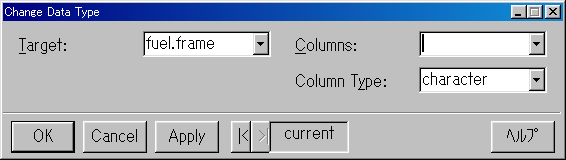 Change Data Type
Target: fuel.frame Columns:
Column Type: character
OK Cancel Apply current ﾍﾙﾌﾟ